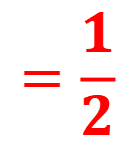 = 1/2